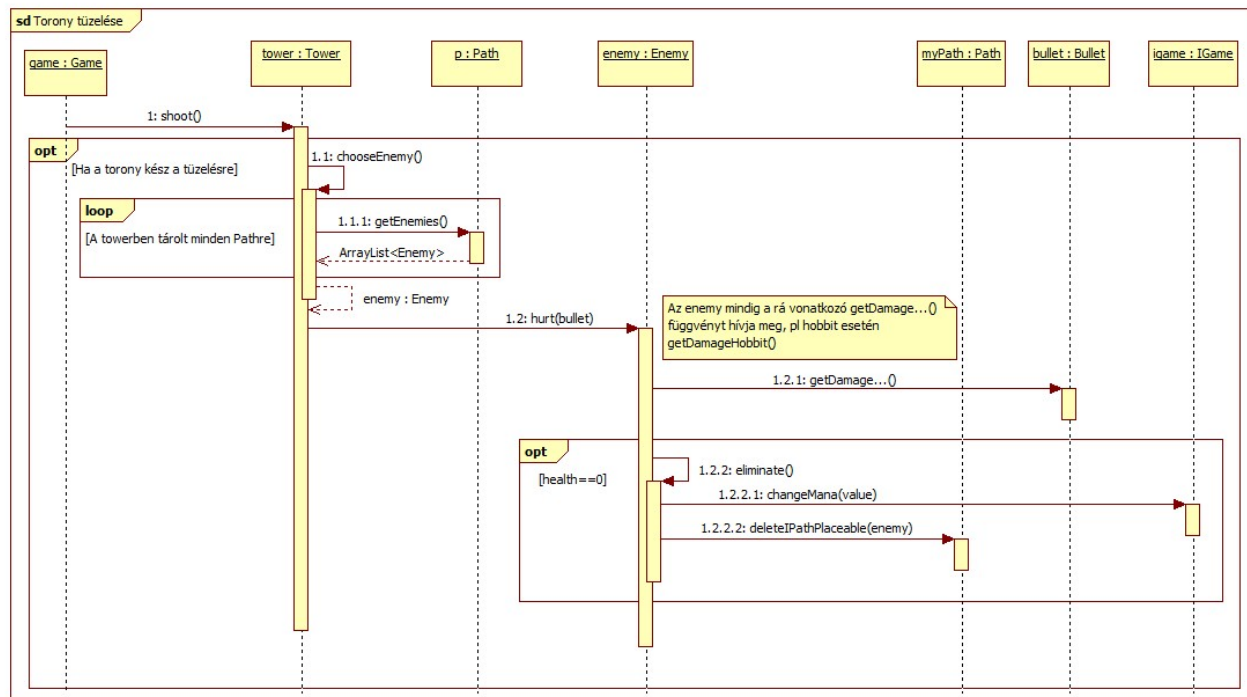 sd Torony tüzelése
game : Game
tower : Tower
p : Path
enemy : Enemy
myPath : Path
bullet : Bullet
igame : IGame
1: shoot()
opt
[Ha a torony kész a tüzelésre]
1.1: chooseEnemy()
loop
[A towerben tárolt minden Pathre]
1.1.1: getEnemies()
ArrayList<Enemy>
enemy : Enemy
1.2: hurt(bullet)
Az enemy mindig a rá vonatkozó getDamage...()
függvényt hívja meg, pl hobbit esetén
getDamageHobbit()
1.2.1: getDamage...()
opt
[health==0]
1.2.2: eliminate()
1.2.2.1: changeMana(value)
1.2.2.2: deleteIPathPlaceable(enemy)